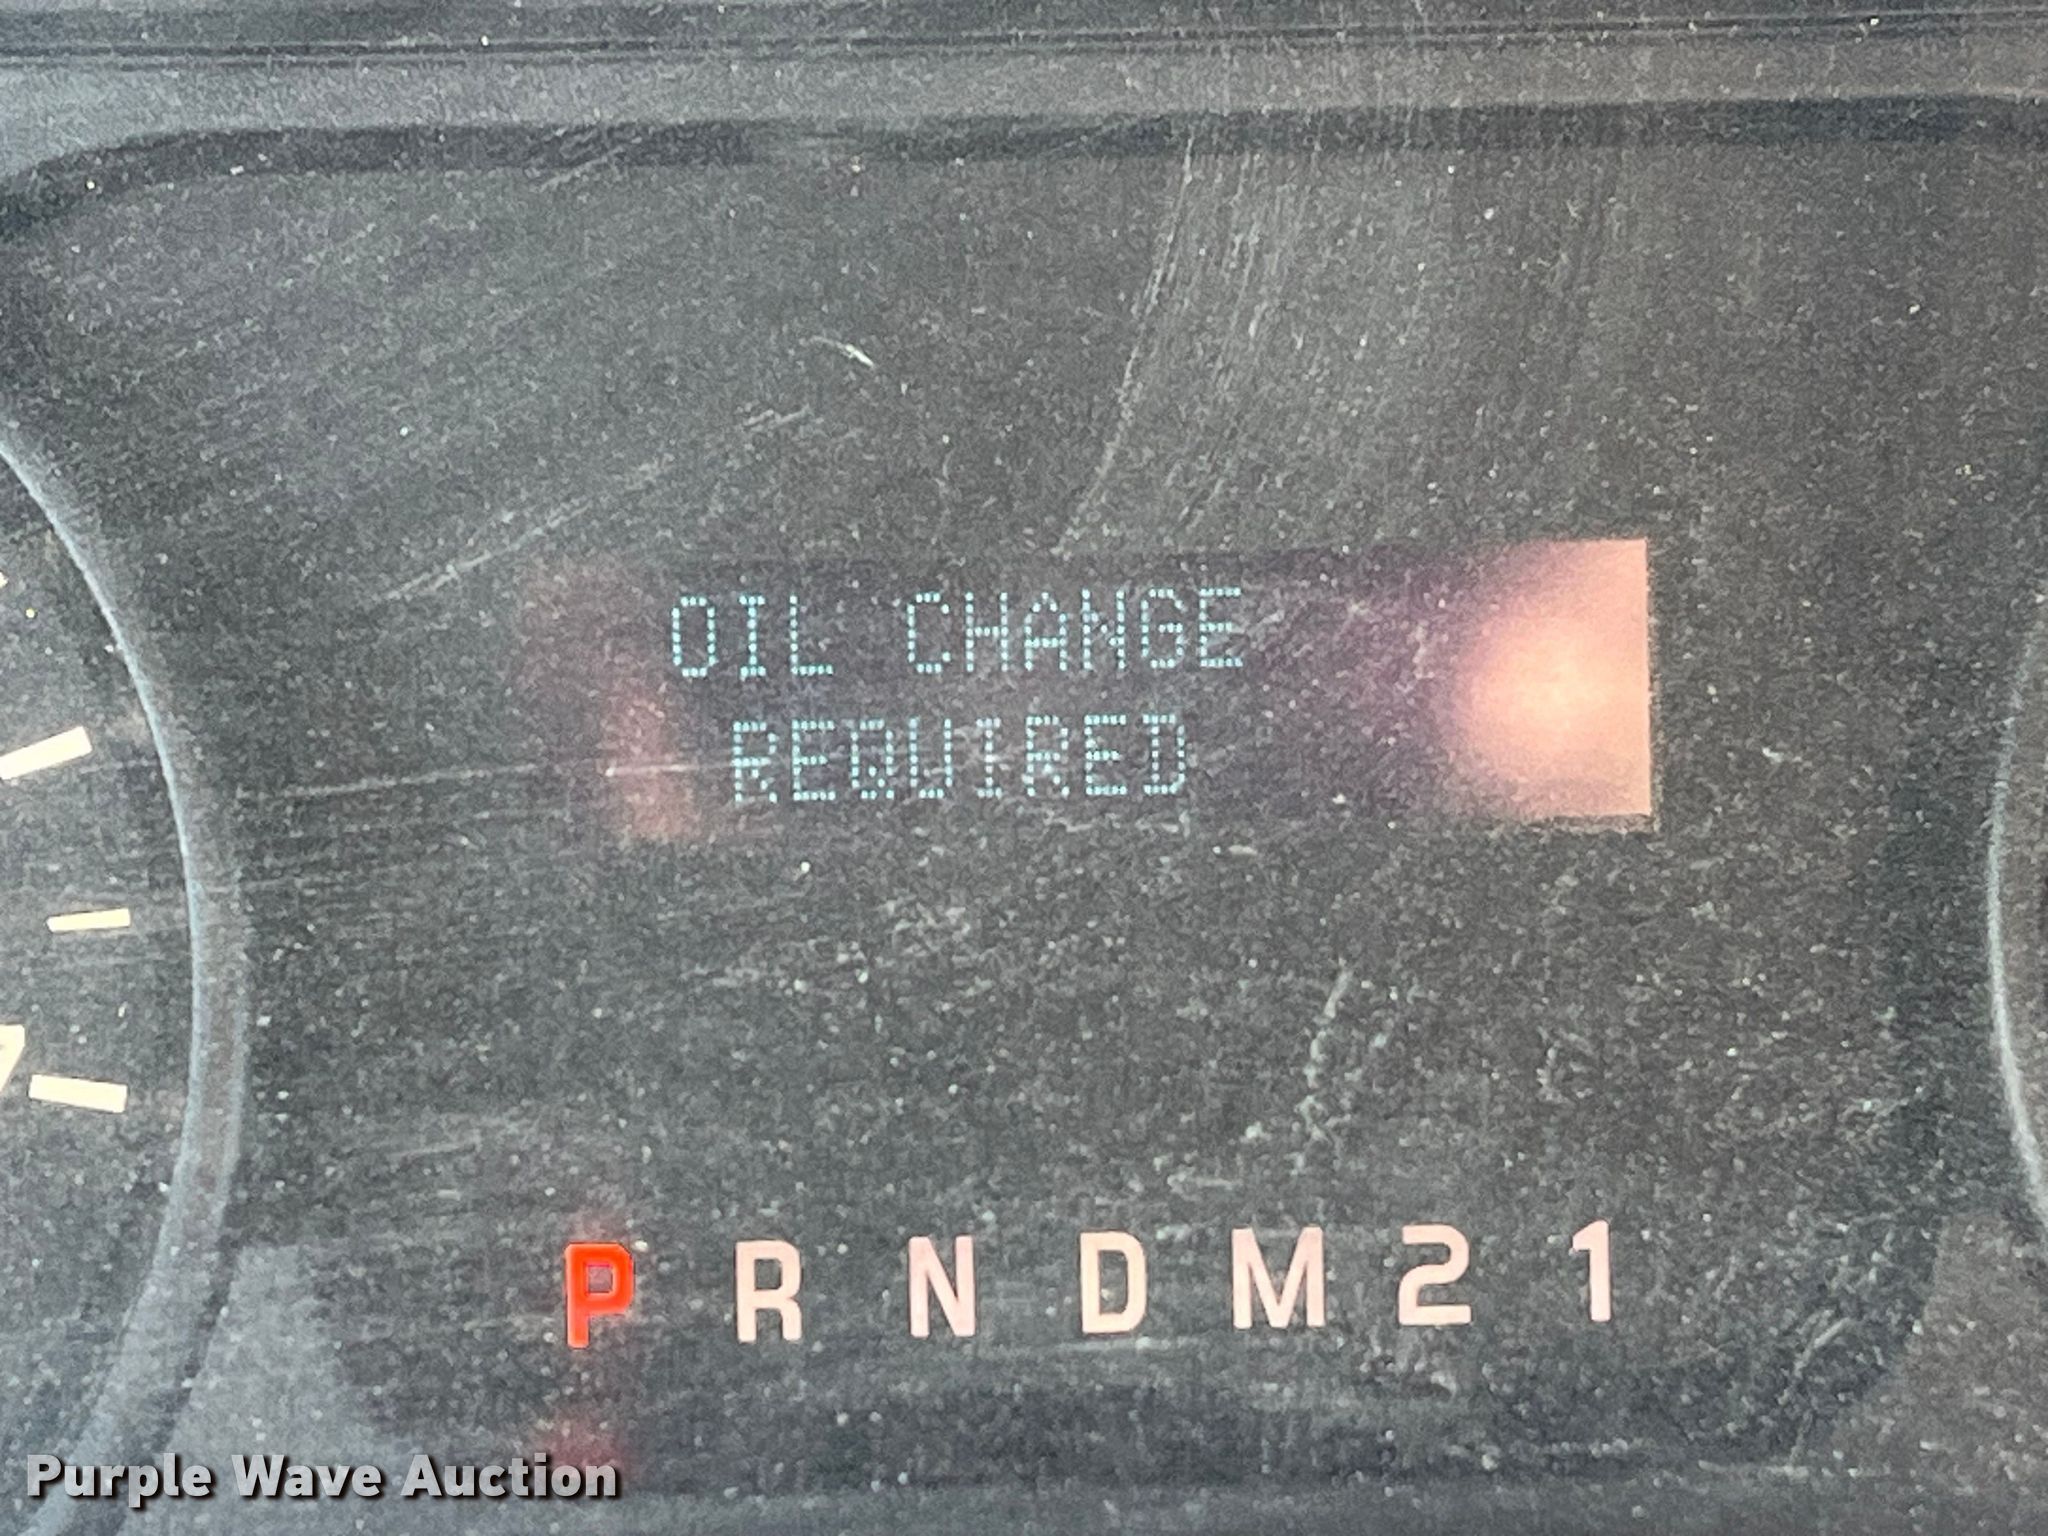 OIL CHANGE
REQUIRED
P R N D M 2 1
Purple Wave Auction